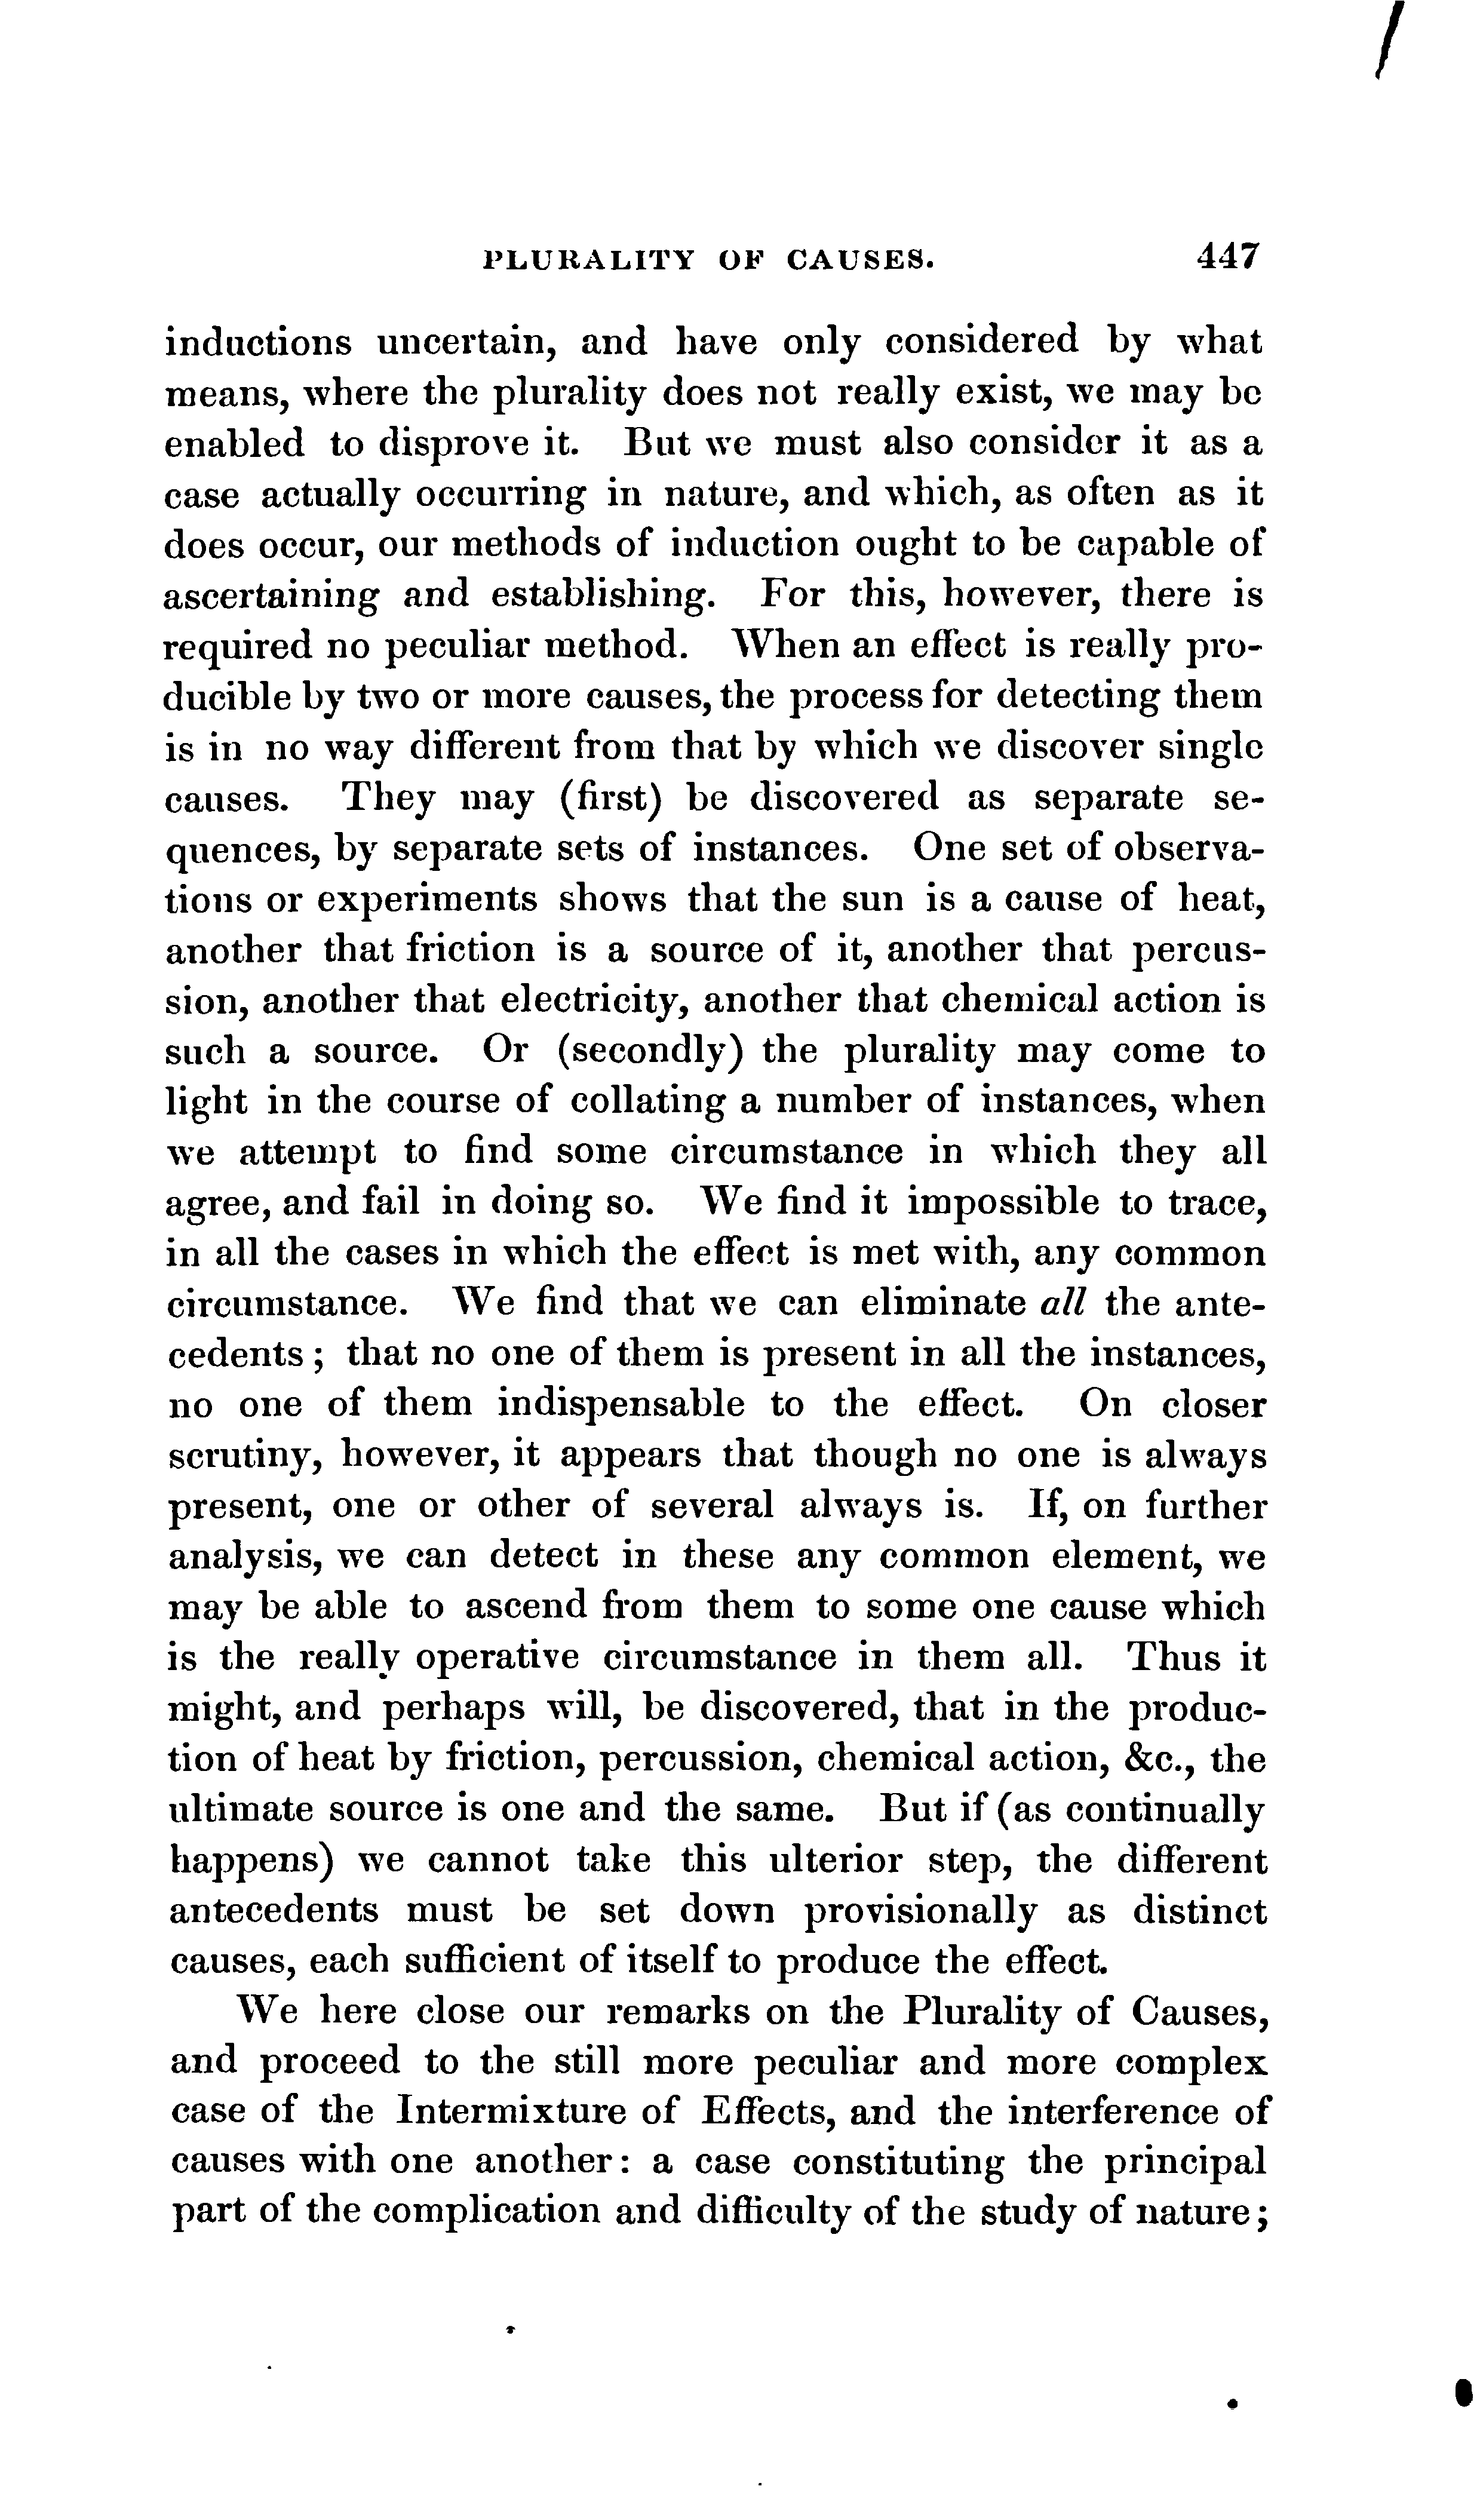 PLURALITY OF CAUSES. 447
inductions uncertain, and have only considered by what
means, where the plurality does not really exist, we may be
enabled to disprove it. But we must also consider it as a
case actually occurring in nature, and which, as often as it
does occur, our methods of induction ought to be capable of
ascertaining and establishing. For this, however, there is
required no peculiar method. When an effect is really pro-
ducible by two or more causes, the process for detecting them
is in no way different from that by which we discover single
causes. They may (first) be discovered as separate se-
quences, by separate sets of instances. One set of observa-
tions or experiments shows that the sun is a cause of heat,
another that friction is a source of it, another that percus-
sion, another that electricity, another that chemical action is
such a source. Or (secondly) the plurality may come to
light in the course of collating a number of instances, when
we attempt to find some circumstance in which they all
agree, and fail in doing so. We find it impossible to trace,
in all the cases in which the effect is met with, any common
circumstance. We find that we can eliminate all the ante-
cedents; that no one of them is present in all the instances,
no one of them indispensable to the effect. On closer
scrutiny, however, it appears that though no one is always
present, one or other of several always is. If, on further
analysis, we can detect in these any common element, we
may be able to ascend from them to some one cause which
is the really operative circumstance in them all. Thus it
might, and perhaps will, be discovered, that in the produc-
tion of heat by friction, percussion, chemical action, &c., the
ultimate source is one and the same. But if (as continually
happens) we cannot take this ulterior step, the different
antecedents must be set down provisionally as distinct
causes, each sufficient of itself to produce the effect.
We here close our remarks on the Plurality of Causes,
and proceed to the still more peculiar and more complex
case of the Intermixture of Effects, and the interference of
causes with one another: a case constituting the principal
part of the complication and difficulty of the study of nature;